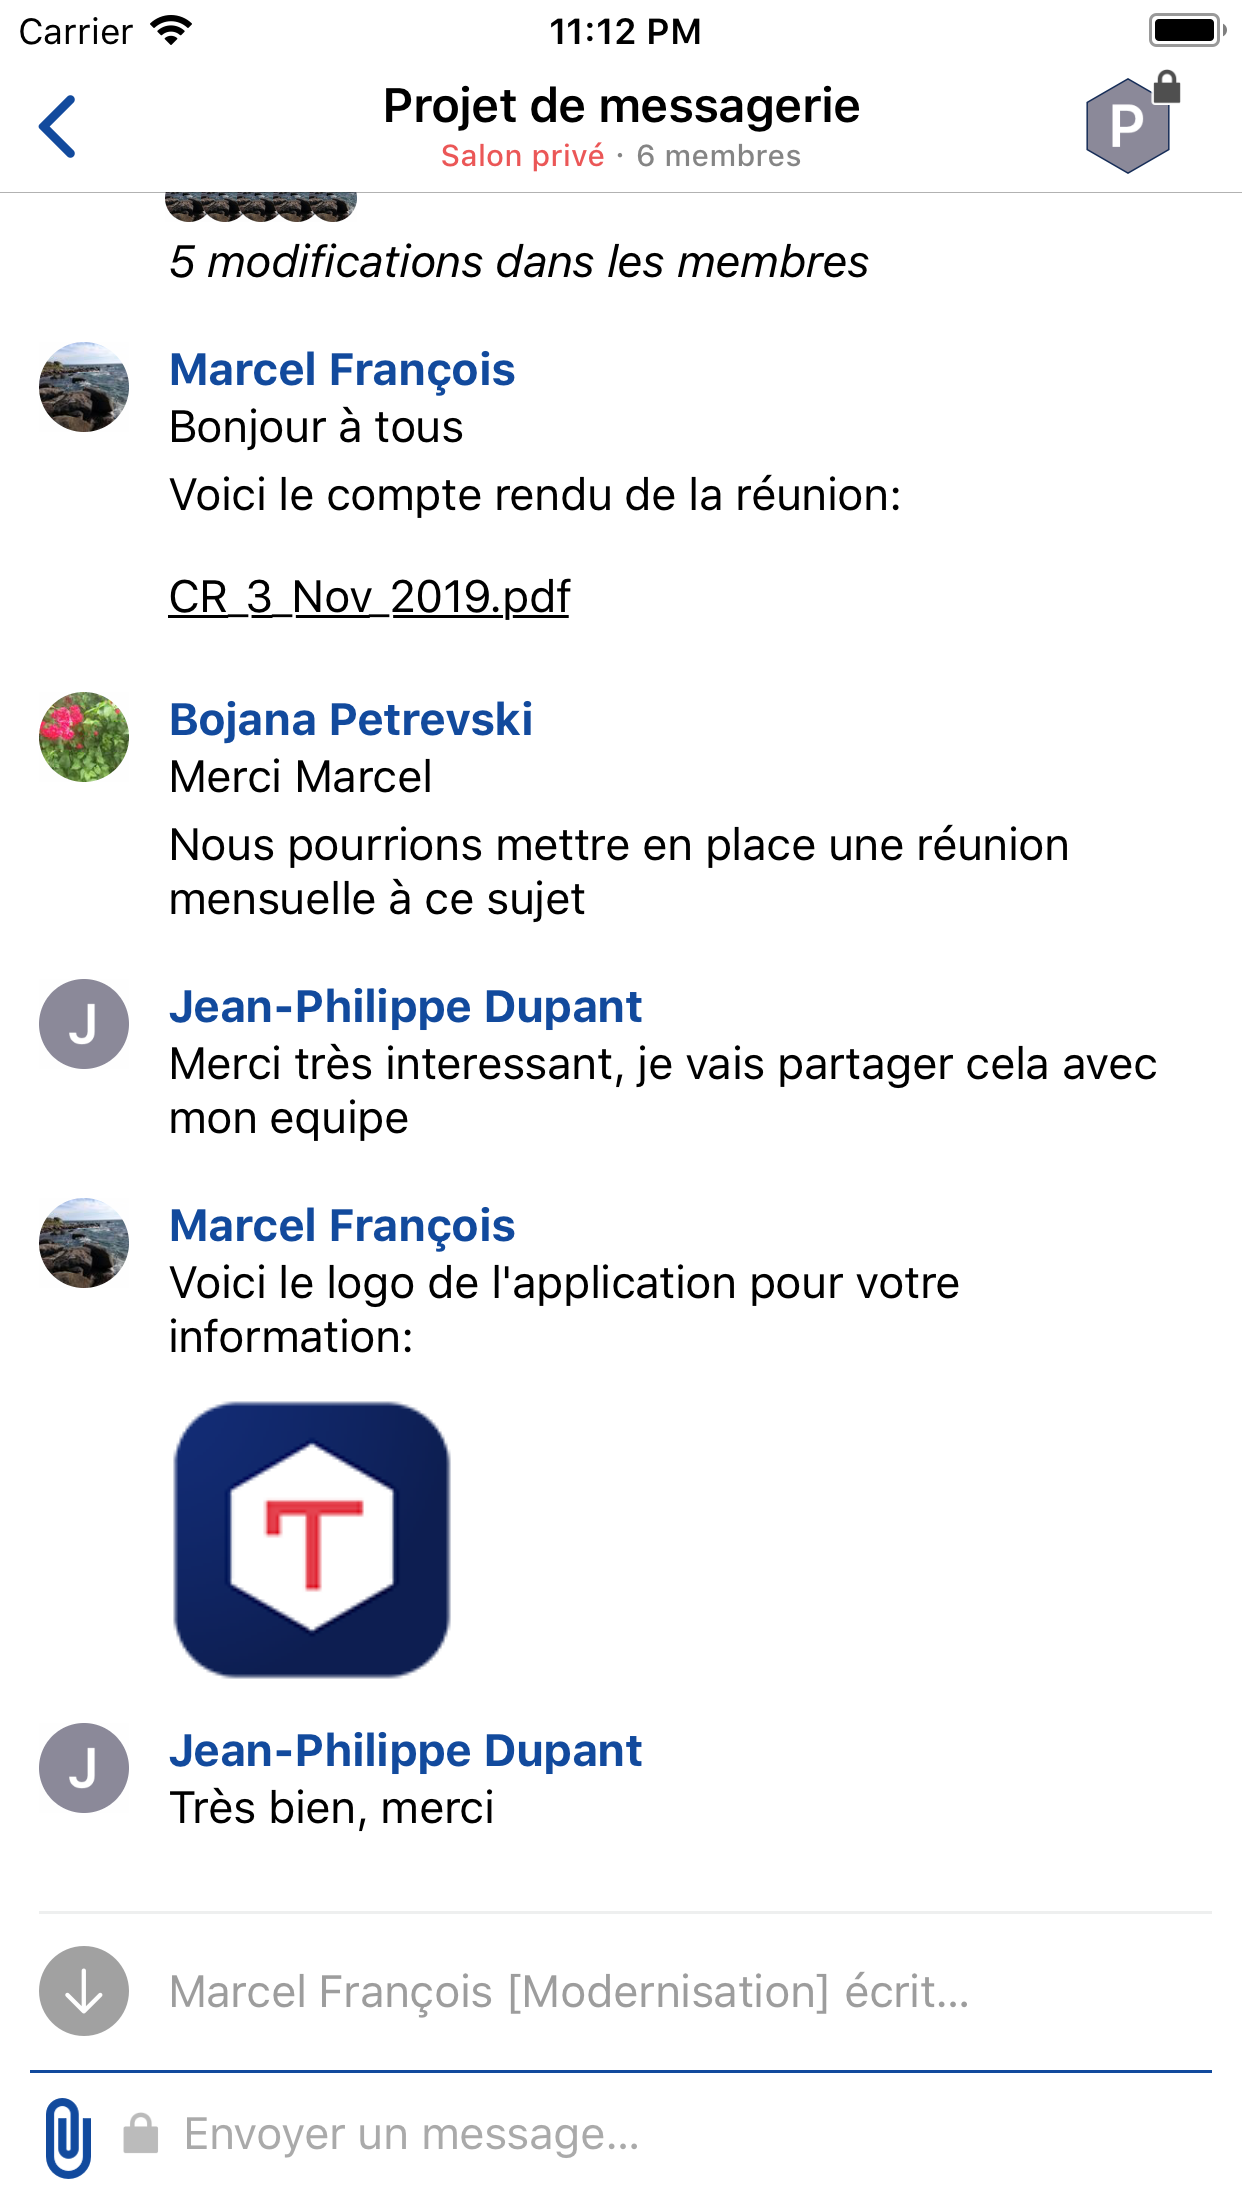 Carrier 11:12 PM
Projet de messagerie
P
Salon privé · 6 membres
5 modifications dans les membres
Marcel François
Bonjour à tous
Voici le compte rendu de la réunion:
CR_3_Nov_2019.pdf
Bojana Petrevski
Merci Marcel
Nous pourrions mettre en place une réunion
mensuelle à ce sujet
J
Jean-Philippe Dupant
Merci très interessant, je vais partager cela avec
mon equipe
Marcel François
Voici le logo de l'application pour votre
information:
T
J
Jean-Philippe Dupant
Très bien, merci
Marcel François [Modernisation] écrit...
Envoyer un message...